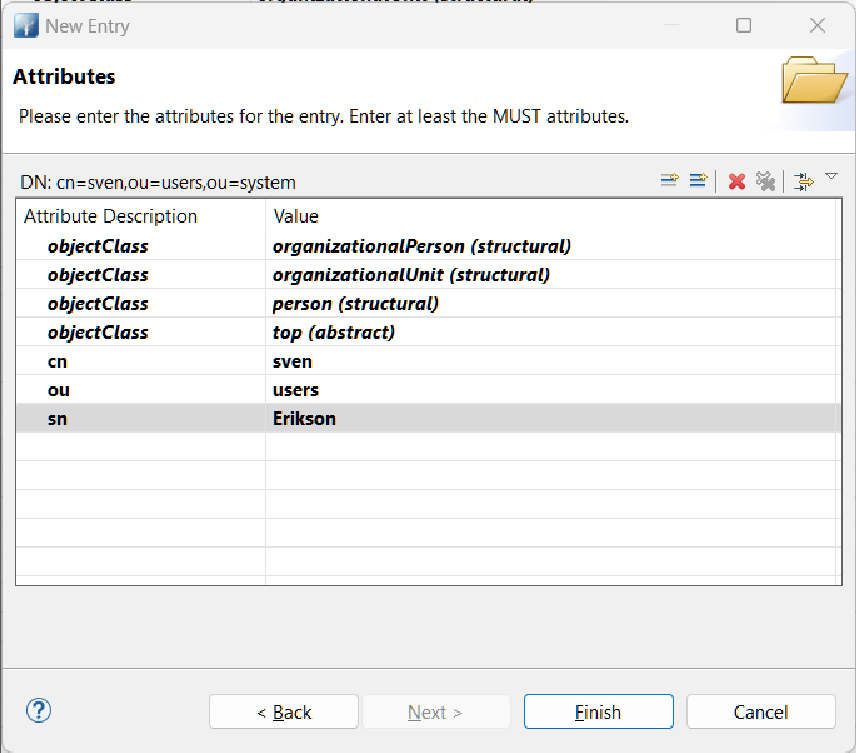 New Entry
Attributes
Please enter the attributes for the entry. Enter at least the MUST attributes.
DN: cn=sven,ou=users,ou=system
Attribute Description Value
objectClass organizationalPerson (structural)
objectClass organizationalUnit (structural)
objectClass person (structural)
objectClass top (abstract)
cn sven
ou users
sn Erikson
? < Back Next > Finish Cancel